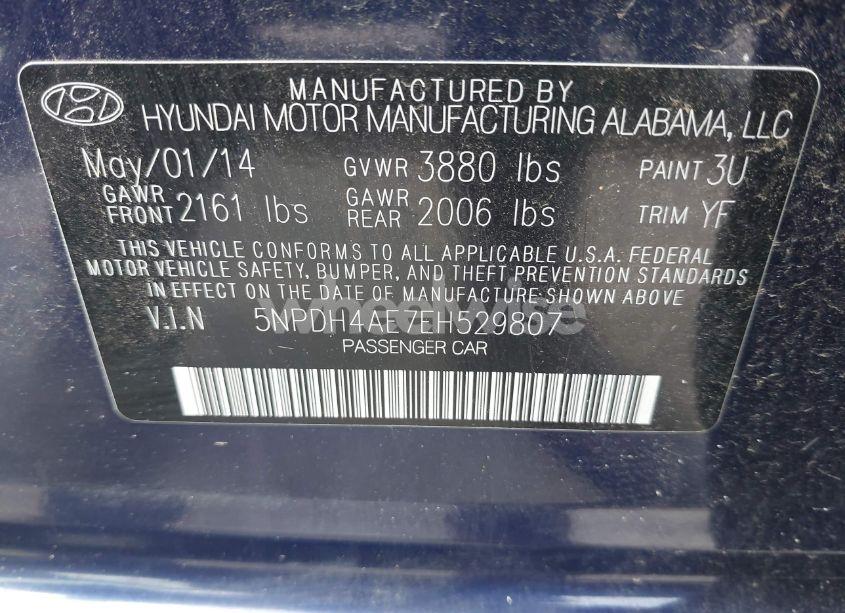 MANUFACTURED BY
HYUNDAI MOTOR MANUFACTURING ALABAMA, LLC
May/01/14 GVWR 3880 lbs PAINT 3U
GAWR FRONT 2161 lbs GAWR REAR 2006 lbs TRIM YF
THIS VEHICLE CONFORMS TO ALL APPLICABLE U.S.A. FEDERAL
MOTOR VEHICLE SAFETY, BUMPER, AND THEFT PREVENTION STANDARDS
IN EFFECT ON THE DATE OF MANUFACTURE SHOWN ABOVE
V.I.N 5NPDH4AE7EH529807
wheelwise
PASSENGER CAR